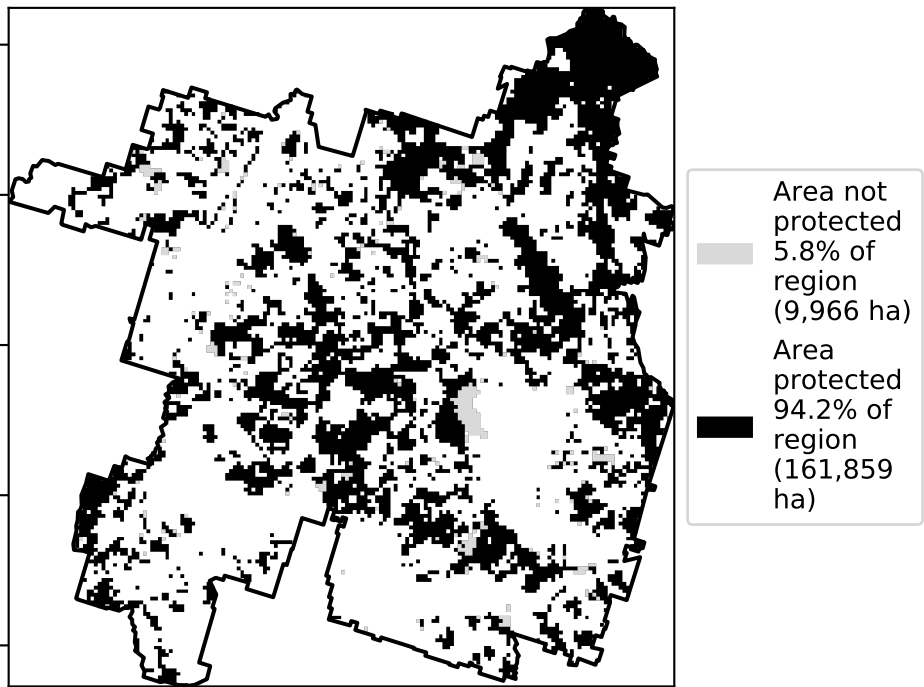 Area not
protected
5.8% of
region
(9,966 ha)
Area
protected
94.2% of
region
(161,859
ha)